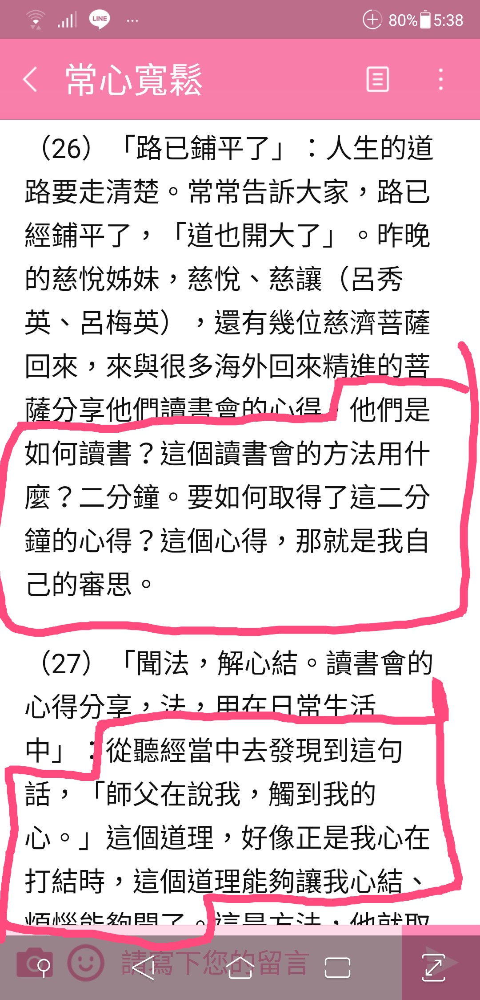 LINE
...
80%
5:38
常心寬鬆
（26）「路已鋪平了」：人生的道
路要走清楚。常常告訴大家，路已
經鋪平了，「道也開大了」。昨晚
的慈悅姊妹，慈悅、慈讓（呂秀
英、呂梅英），還有幾位慈濟菩薩
回來，來與很多海外回來精進的菩
薩分享他們讀書會的心得，他們是
如何讀書？這個讀書會的方法用什
麼？二分鐘。要如何取得了這二分
鐘的心得？這個心得，那就是我自
己的審思。
（27）「聞法，解心結。讀書會的
心得分享，法，用在日常生活
中」：從聽經當中去發現到這句
話，「師父在說我，觸到我的
心。」這個道理，好像正是我心在
打結時，這個道理能夠讓我心結、
煩惱能夠開了。這是方法，他就取
請寫下您的留言